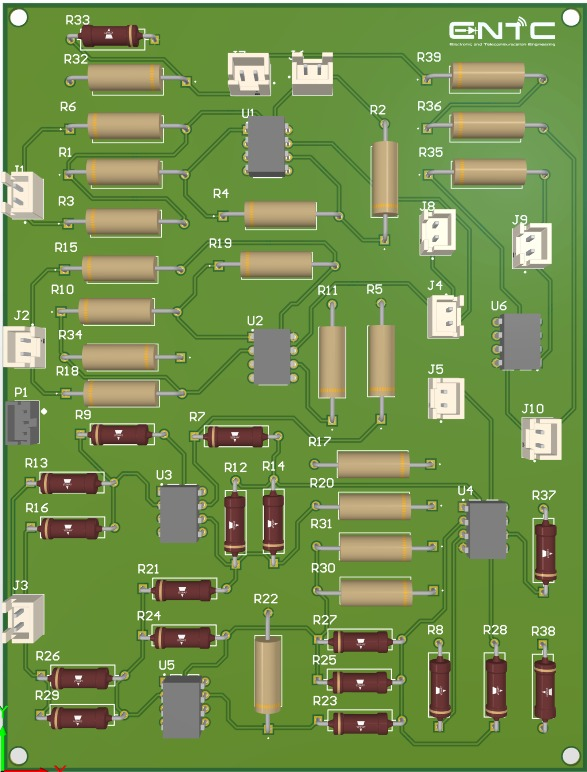 R33
ENTC
Electronic and Telecommunication Engineering
R32
R39
R6
U1
R2
R36
R1
R35
J1
R3
R4
J8
J9
R15
R19
R10
R11
R5
J4
U6
J2
U2
R34
R18
J5
P1
R9
R7
R17
J10
R13
U3
R12
R14
R20
U4
R37
R16
R31
R21
R30
J3
R24
R22
R27
R8
R28
R38
R26
U5
R25
R29
R23
Y
X